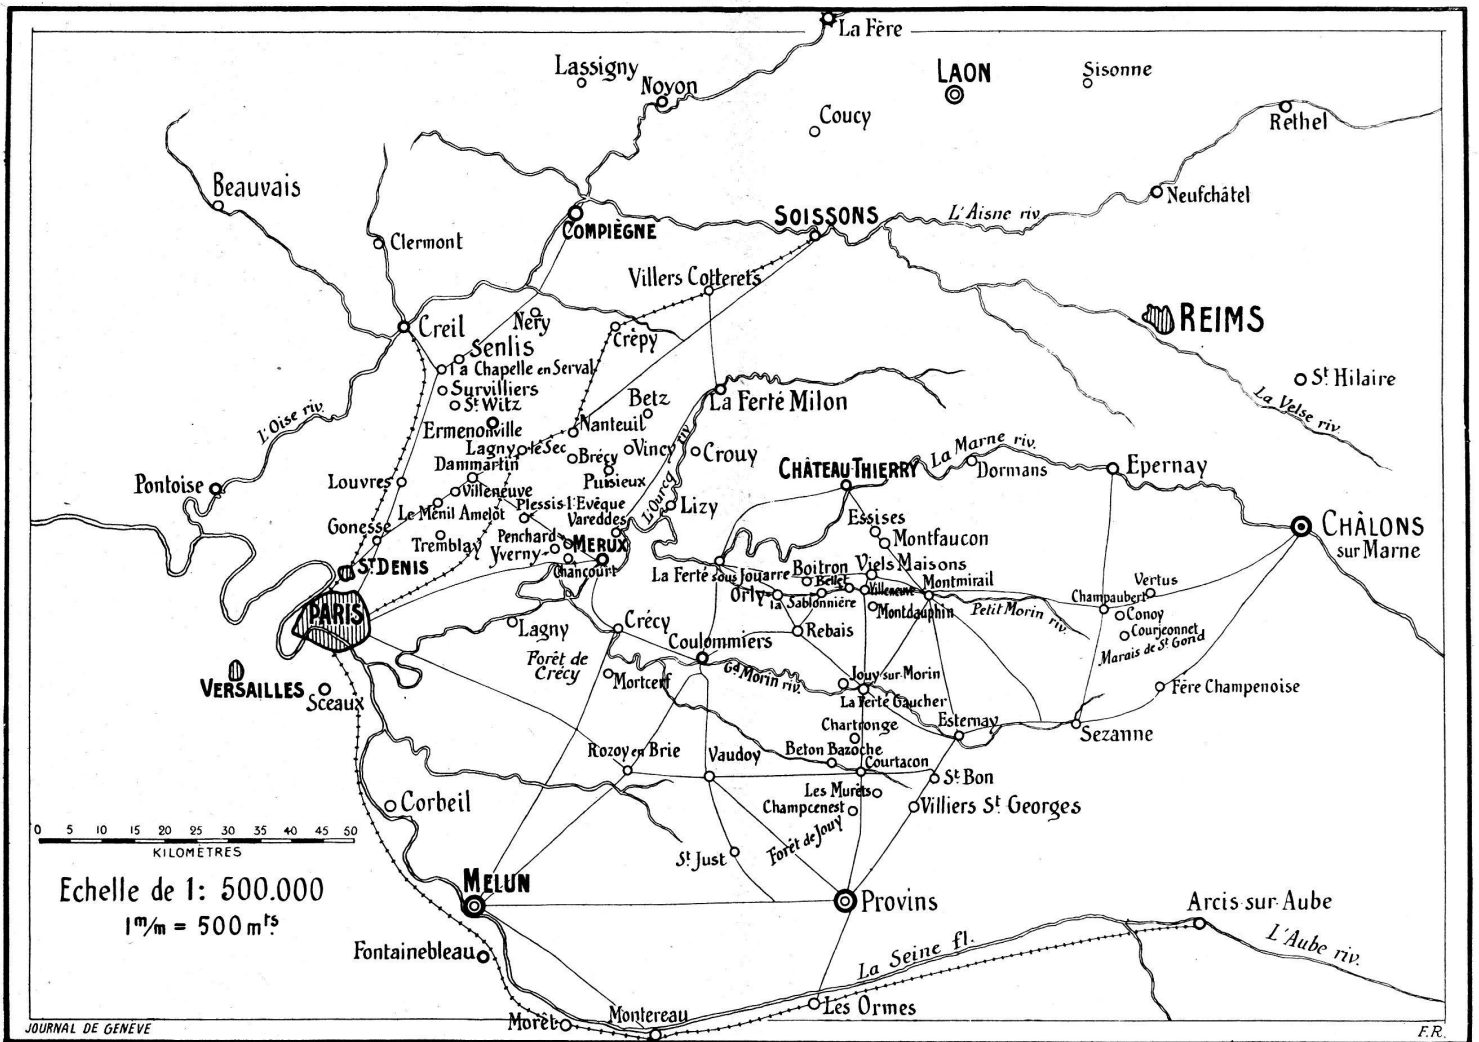 La Fère
Lassigny
LAON
Sisonne
Noyon
Coucy
Rethel
Beauvais
Neufchâtel
SOISSONS
L'Aisne riv.
COMPIÈGNE
Clermont
Villers Cotterets
Creil
Nery
Crépy
REIMS
Senlis
La Chapelle en Serval
Survilliers
St Witz
St Hilaire
Betz
La Ferté Milon
La Velse riv.
L'Oise riv.
Ermenonville
Nanteuil
Lagny-le Sec
Vincy
Crouy
La Marne riv.
Dammartin
Brécy
CHÂTEAU-THIERRY
Dormans
Epernay
Pontoise
Louvres
Villeneuve
Puisieux
L'Ourcq riv
Plessis-l'Evêque
Lizy
Le Ménil Amelot
Vareddes
Essises
CHÂLONS
sur Marne
Gonesse
Penchard
Montfaucon
Tremblay
Yverny
MERUX
St DENIS
Chancourt
La Ferté sous Jouarre
Boitron
Viels Maisons
Bellet
Villeneuve
Montmirail
Vertus
PARIS
Orly
la Sablonnière
Montdauphin
Petit Morin riv.
Champaubert
Conoy
Lagny
Crécy
Rebais
Courjeonnet
Coulommiers
Marais de St Gond
Forêt de
Crécy
Mortcerf
Gd Morin riv.
Jouy-sur-Morin
VERSAILLES
Sceaux
La Ferté Gaucher
Fére Champenoise
Chartronge
Esternay
Sezanne
Rozoy en Brie
Vaudoy
Beton Bazoche
Courtacon
St Bon
Corbeil
Les Murêts
Champcenest
Villiers St Georges
Forêt de Jouy
0 5 10 15 20 25 30 35 40 45 50
KILOMÈTRES
St Just
Echelle de 1: 500.000
1 m/m = 500 mts.
MELUN
Provins
Arcis-sur-Aube
Fontainebleau
La Seine fl.
L'Aube riv.
Les Ormes
Morêt
Montereau
JOURNAL DE GENÈVE
F.R.